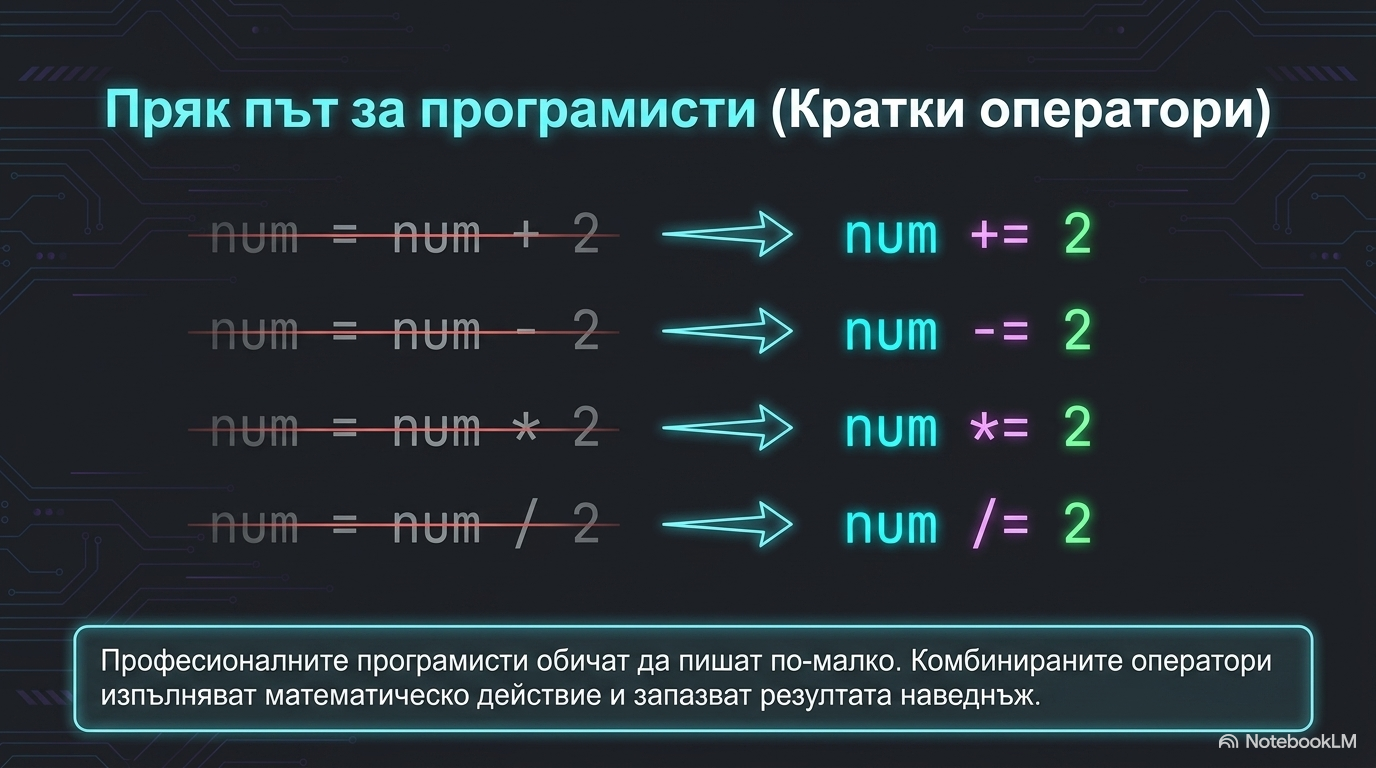 Пряк път за програмисти (Кратки оператори)
num = num + 2 num += 2
num = num - 2 num -= 2
num = num * 2 num *= 2
num = num / 2 num /= 2
Професионалните програмисти обичат да пишат по-малко. Комбинираните оператори
изпълняват математическо действие и запазват резултата наведнъж.
NotebookLM